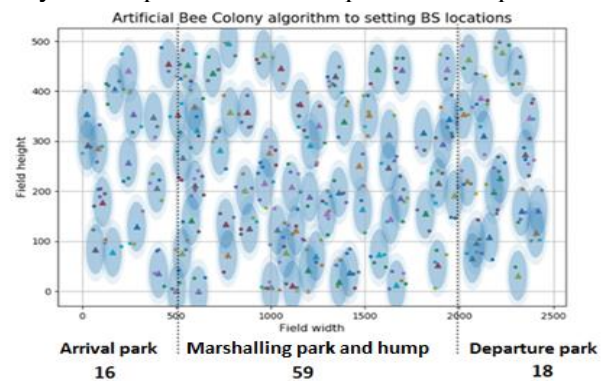 Artificial Bee Colony algorithm to setting BS locations
500
400
300
200
100
0
Field height
0 500 1000 1500 2000 2500
Field width
Arrival park Marshalling park and hump Departure park
16 59 18